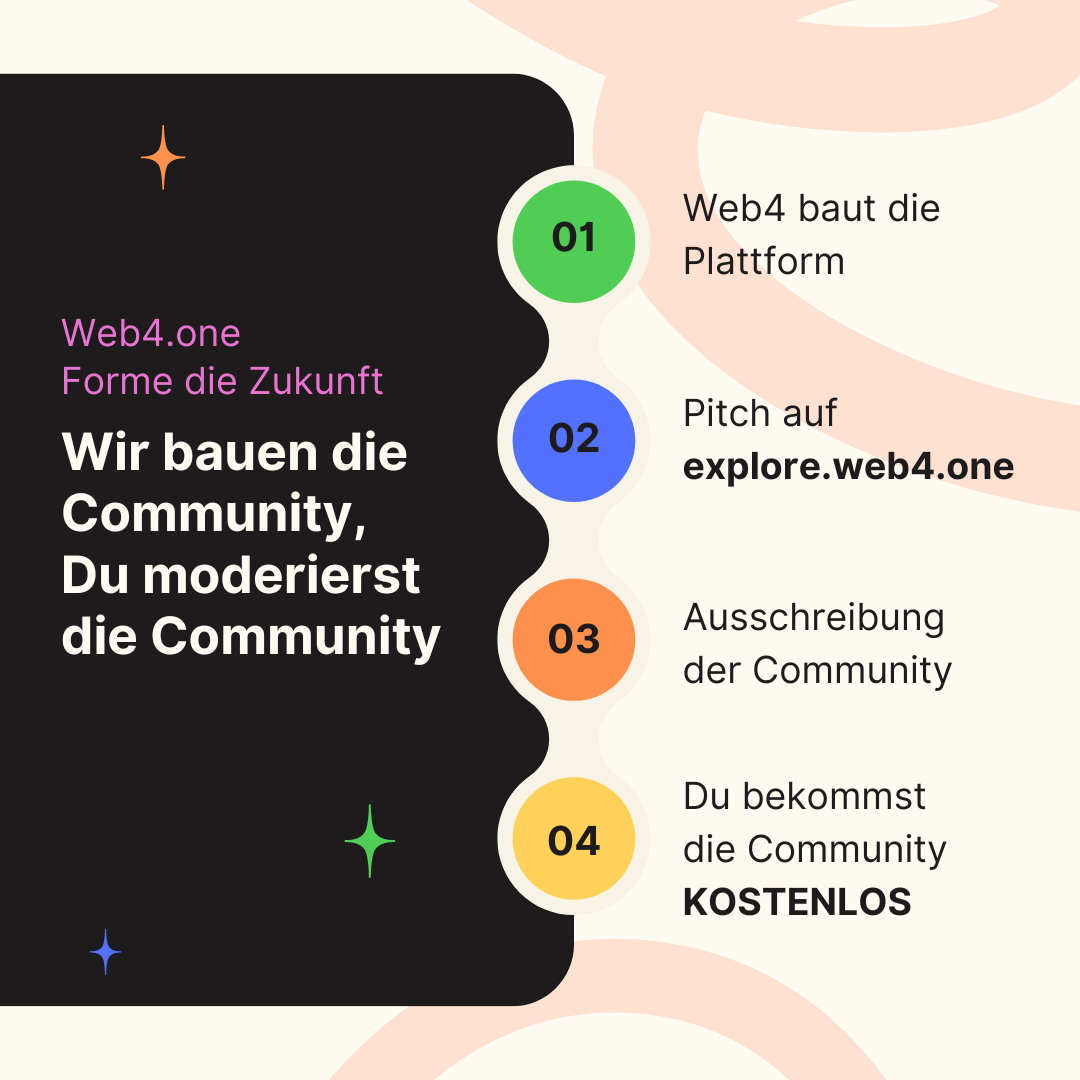 Web4.one
Forme die Zukunft
Wir bauen die
Community,
Du moderierst
die Community
01
Web4 baut die
Plattform
02
Pitch auf
explore.web4.one
03
Ausschreibung
der Community
04
Du bekommst
die Community
KOSTENLOS